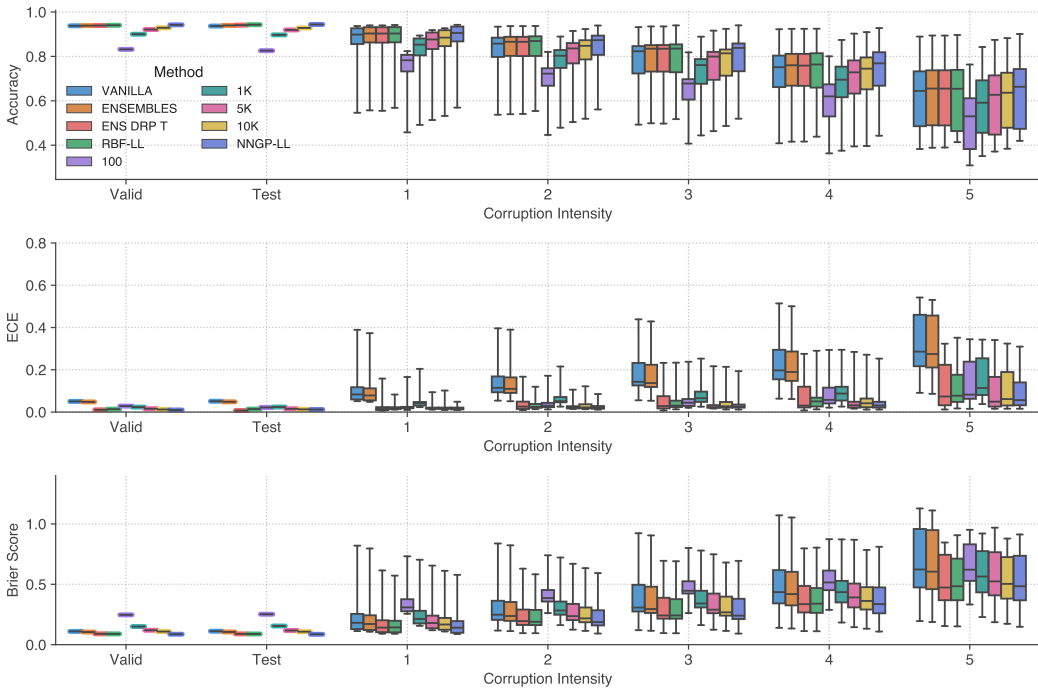 1.0
0.8
0.6
0.4
Accuracy
Method
VANILLA
ENSEMBLES
ENS DRP T
RBF-LL
100
1K
5K
10K
NNGP-LL
Valid Test 1 2 3 4 5
Corruption Intensity
0.8
0.6
0.4
0.2
0.0
ECE
Valid Test 1 2 3 4 5
Corruption Intensity
1.0
0.5
0.0
Brier Score
Valid Test 1 2 3 4 5
Corruption Intensity